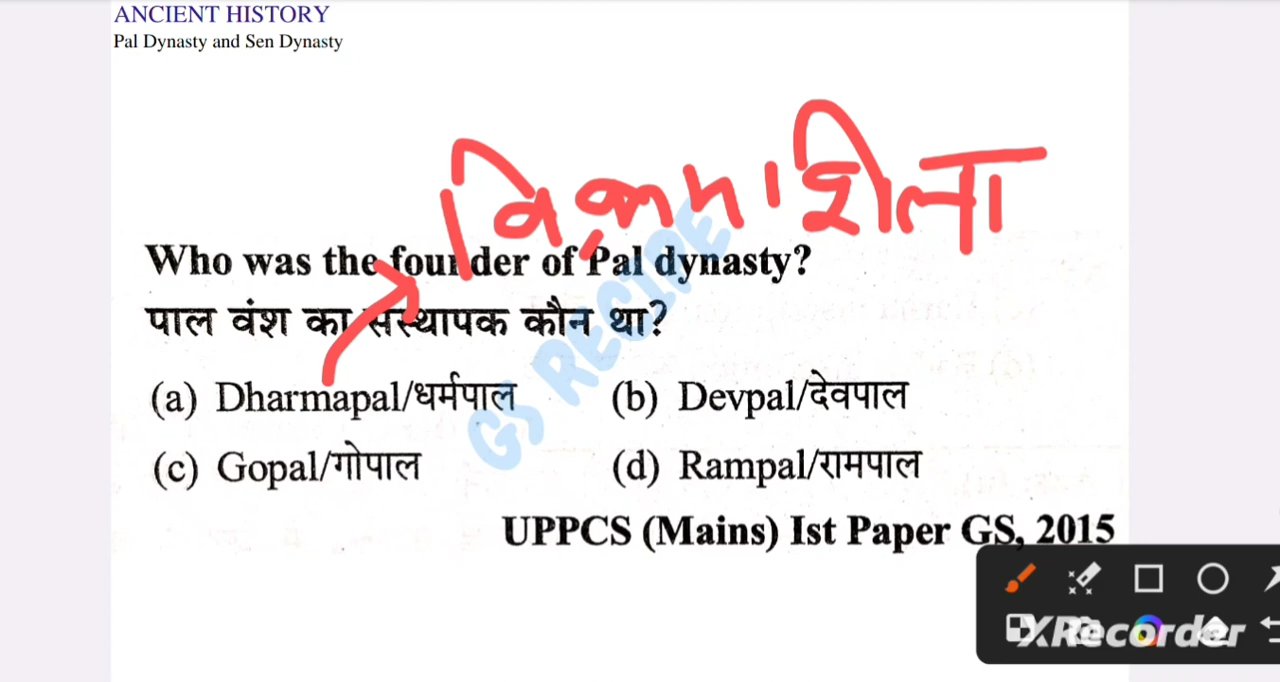 ANCIENT HISTORY
Pal Dynasty and Sen Dynasty
विक्रमशिला
Who was the founder of Pal dynasty?
पाल वंश का संस्थापक कौन था?
(a) Dharmapal/धर्मपाल (b) Devpal/देवपाल
(c) Gopal/गोपाल (d) Rampal/रामपाल
GS RECIPE
UPPCS (Mains) Ist Paper GS, 2015
XRecorder